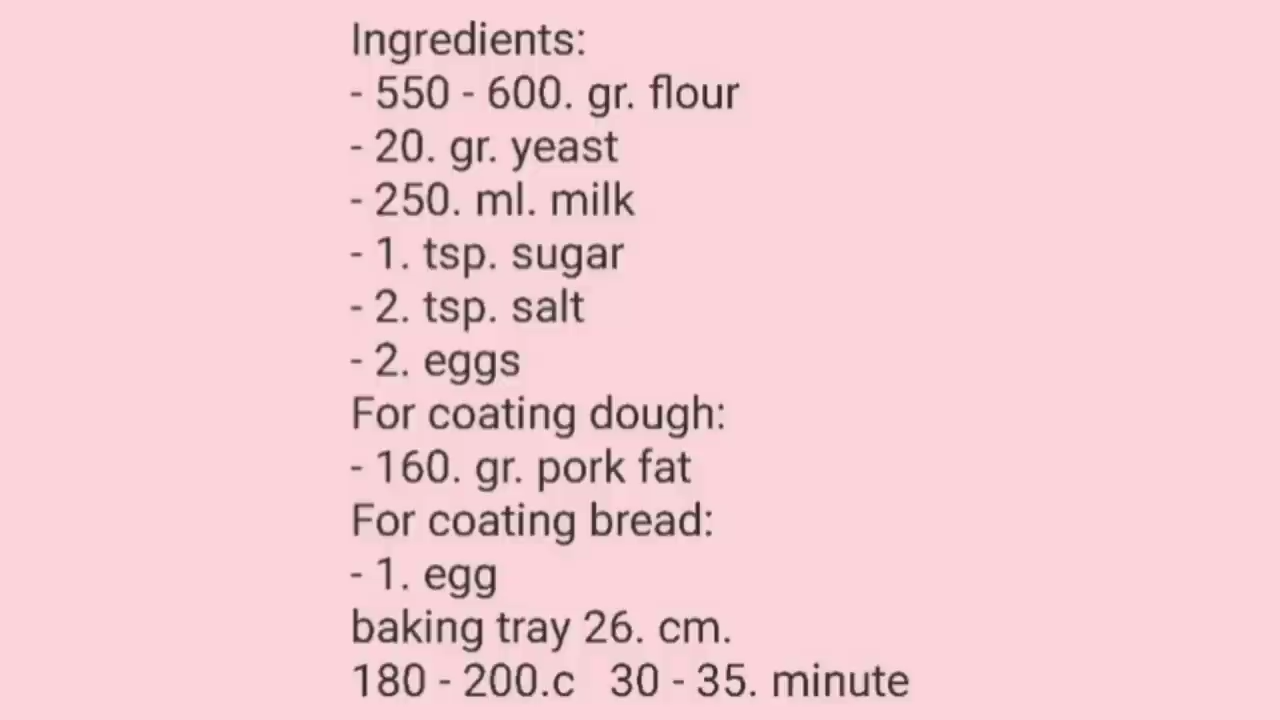 Ingredients:
- 550 - 600. gr. flour
- 20. gr. yeast
- 250. ml. milk
- 1. tsp. sugar
- 2. tsp. salt
- 2. eggs
For coating dough:
- 160. gr. pork fat
For coating bread:
- 1. egg
baking tray 26. cm.
180 - 200.c 30 - 35. minute